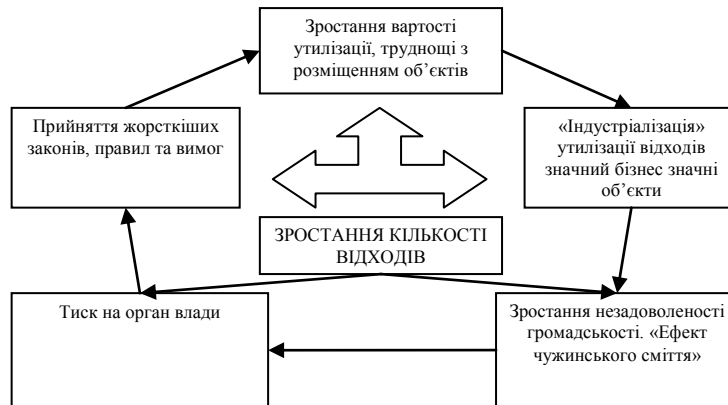 Зростання вартості
утилізації, труднощі з
розміщенням об’єктів
Прийняття жорсткіших
законів, правил та вимог
«Індустріалізація»
утилізації відходів
значний бізнес значні
об’єкти
ЗРОСТАННЯ КІЛЬКОСТІ
ВІДХОДІВ
Тиск на орган влади
Зростання незадоволеності
громадськості. «Ефект
чужинського сміття»